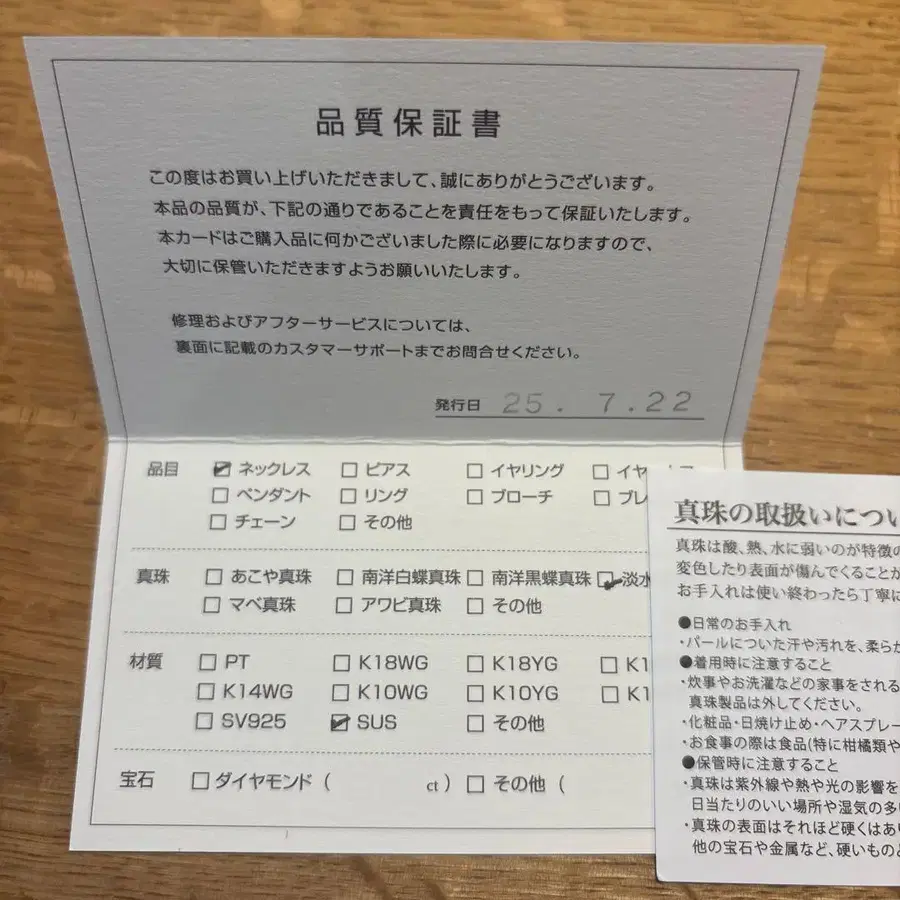 品質保証書
この度はお買い上げいただきまして、誠にありがとうございます。
本品の品質が、下記の通りであることを責任をもって保証いたします。
本カードはご購入品に何かございました際に必要になりますので、
大切に保管いただきますようお願いいたします。
修理およびアフターサービスについては、
裏面に記載のカスタマーサポートまでお問合せください。
発行日 25. 7.22
品目 ☑ ネックレス □ ピアス □ イヤリング □ イヤ
□ ペンダント □ リング □ ブローチ □ ブレ
□ チェーン □ その他
真珠 □ あこや真珠 □ 南洋白蝶真珠 □ 南洋黒蝶真珠 ☑ 淡水
□ マベ真珠 □ アワビ真珠 □ その他
材質 □ PT □ K18WG □ K18YG □ K1
□ K14WG □ K10WG □ K10YG □ K1
□ SV925 ☑ SUS □ その他
宝石 □ ダイヤモンド ( ct ) □ その他 (
真珠の取扱いについ
真珠は酸、熱、水に弱いのが特徴の
変色したり表面が傷んでくることが
お手入れは使い終わったら丁寧に
●日常のお手入れ
・パールについた汗や汚れを、柔らか
●着用時に注意すること
・炊事やお洗濯などの家事をされる
真珠製品は外してください。
・化粧品・日焼け止め・ヘアスプレー
・お食事の際は食品(特に柑橘類や
●保管時に注意すること
・真珠は紫外線や熱や光の影響を
日当たりのいい場所や湿気の多い
・真珠の表面はそれほど硬くはあり
他の宝石や金属など、硬いものと